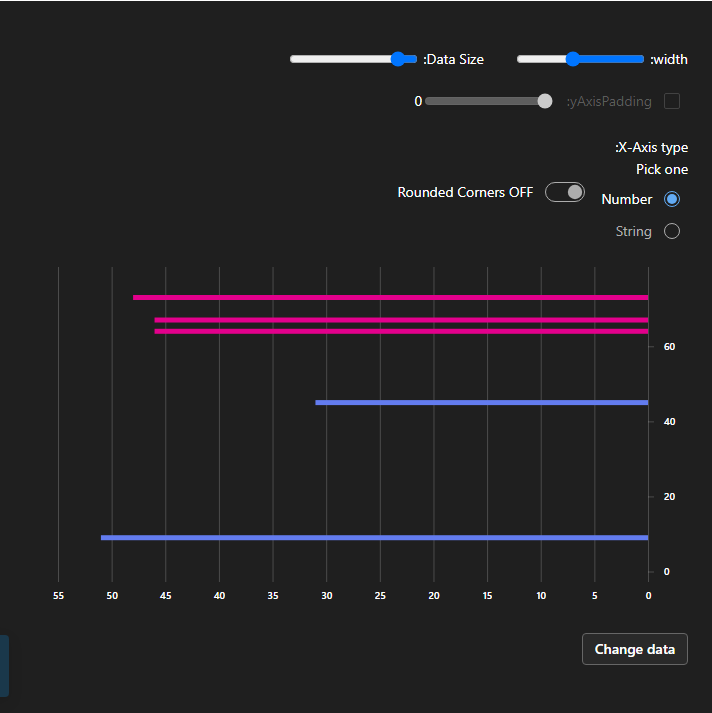 :width
:Data Size
:yAxisPadding
0
:X-Axis type
Pick one
Number
Rounded Corners OFF
String
60
40
20
0
55 50 45 40 35 30 25 20 15 10 5 0
Change data